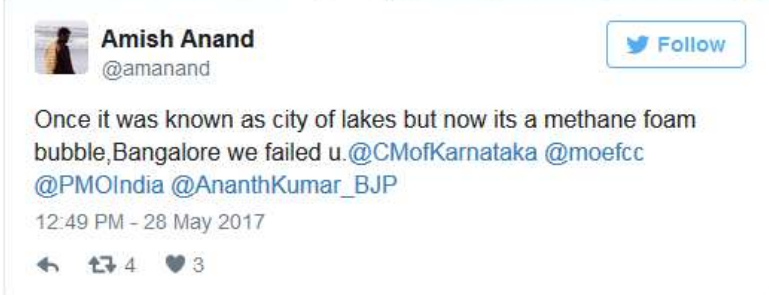 Amish Anand
@amanand
Follow
Once it was known as city of lakes but now its a methane foam
bubble,Bangalore we failed u.@CMofKarnataka @moefcc
@PMOIndia @AnanthKumar_BJP
12:49 PM - 28 May 2017
4 3